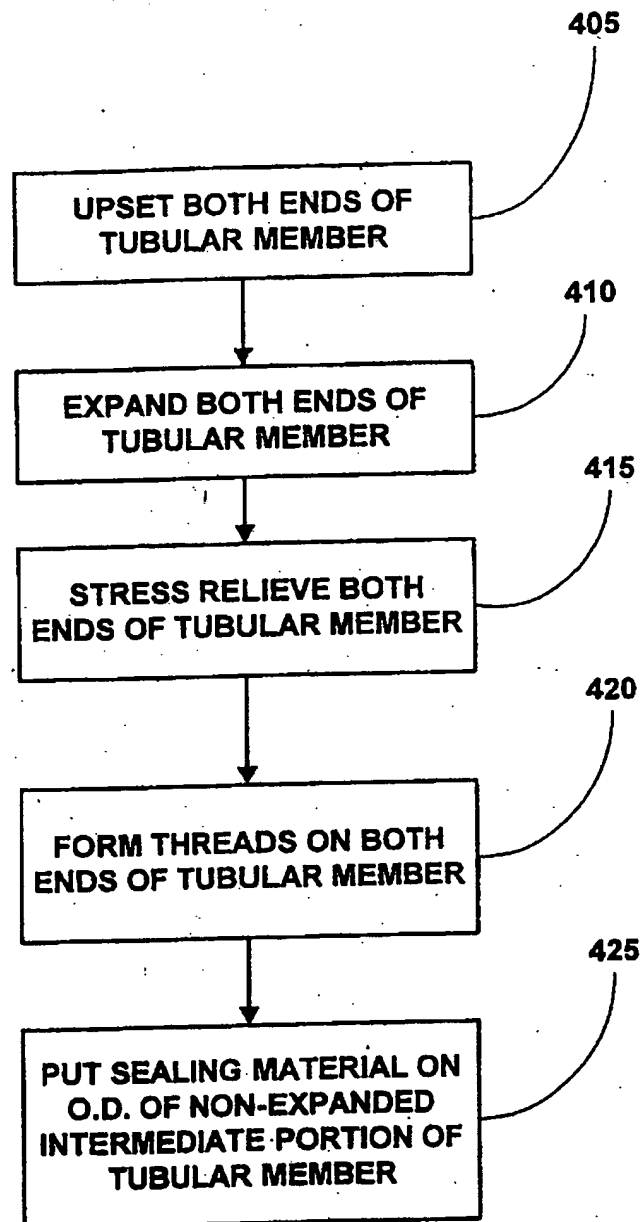 405
UPSET BOTH ENDS OF
TUBULAR MEMBER
410
EXPAND BOTH ENDS OF
TUBULAR MEMBER
415
STRESS RELIEVE BOTH
ENDS OF TUBULAR MEMBER
420
FORM THREADS ON BOTH
ENDS OF TUBULAR MEMBER
425
PUT SEALING MATERIAL ON
O.D. OF NON-EXPANDED
INTERMEDIATE PORTION OF
TUBULAR MEMBER